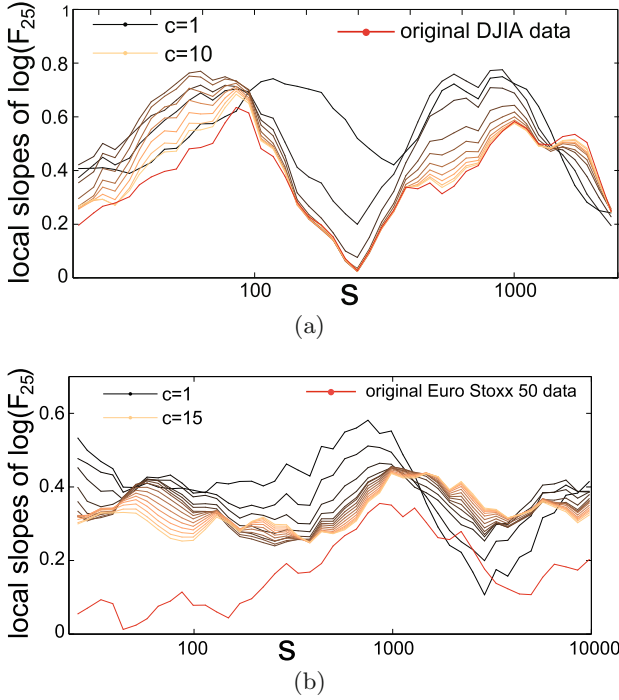 1
c=1
original DJIA data
c=10
0.8
0.6
0.4
0.2
0
local slopes of log(F25)
100
1000
S
(a)
c=1
original Euro Stoxx 50 data
c=15
0.6
0.4
0.2
0
local slopes of log(F25)
100
1000
10000
S
(b)